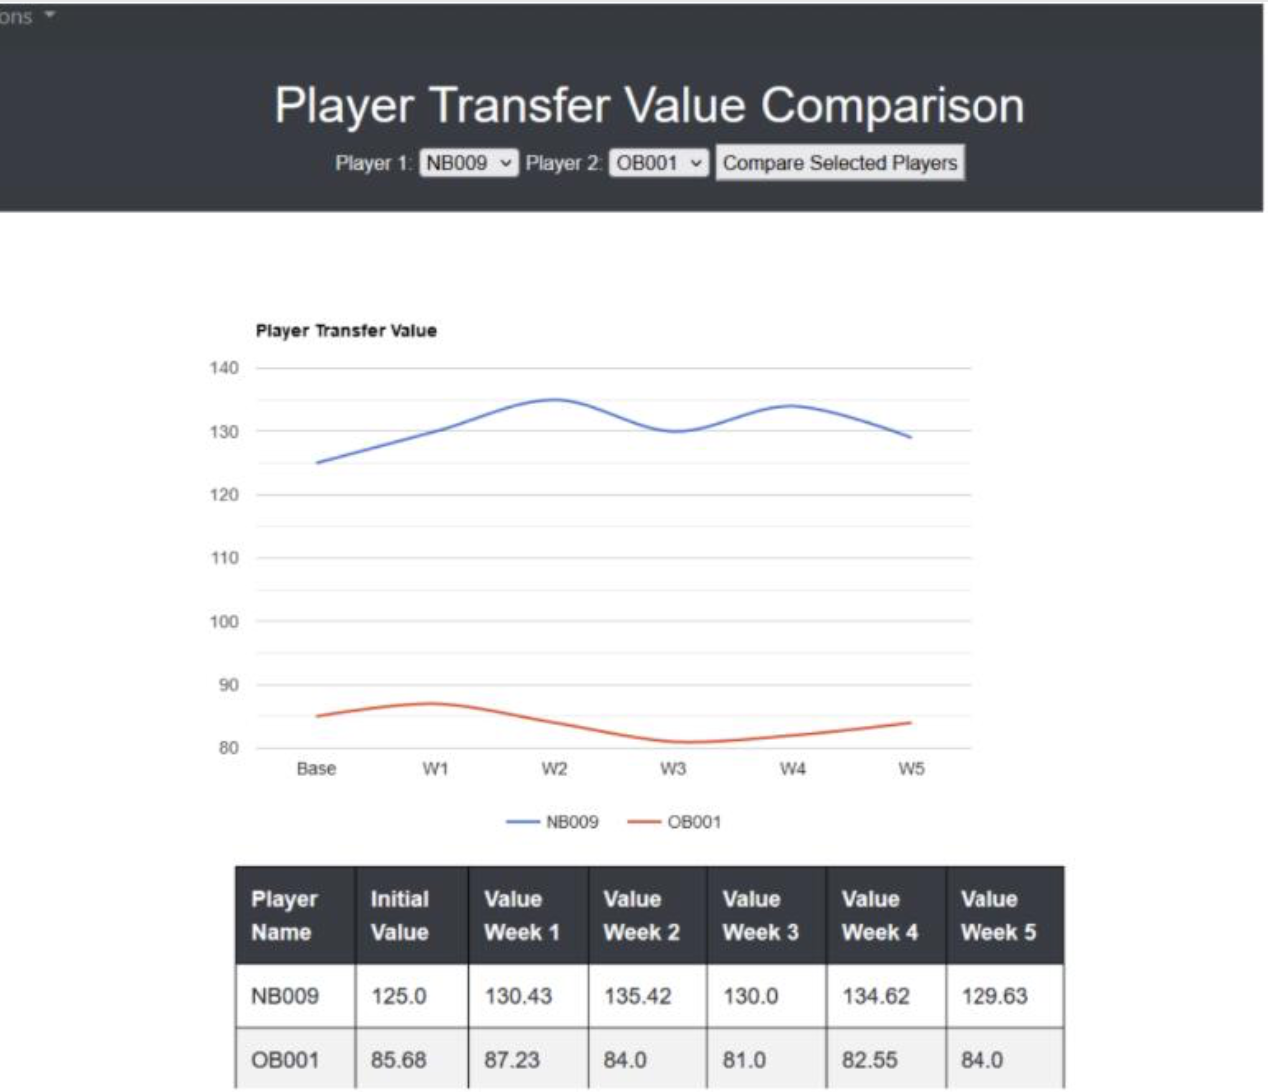 ons
Player Transfer Value Comparison
Player 1: NB009 Player 2: OB001 Compare Selected Players
Player Transfer Value
140
130
120
110
100
90
80
Base W1 W2 W3 W4 W5
NB009 OB001
Player Name Initial Value Value Week 1 Value Week 2 Value Week 3 Value Week 4 Value Week 5
NB009 125.0 130.43 135.42 130.0 134.62 129.63
OB001 85.68 87.23 84.0 81.0 82.55 84.0